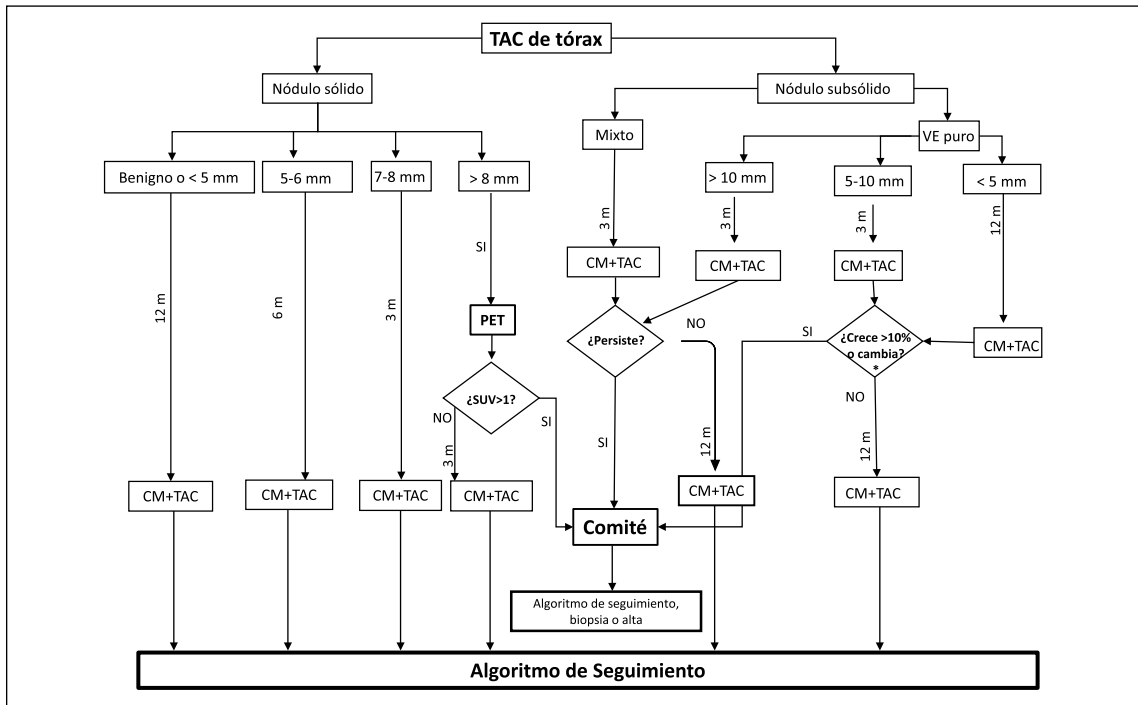 TAC de tórax
Nódulo sólido
Nódulo subsólido
Mixto
VE puro
Benigno o < 5 mm
5-6 mm
7-8 mm
> 8 mm
> 10 mm
5-10 mm
< 5 mm
3 m
3 m
3 m
12 m
SI
CM+TAC
CM+TAC
CM+TAC
12 m
6 m
3 m
PET
¿Persiste?
NO
SI
¿Crece >10%
o cambia?
*
CM+TAC
¿SUV>1?
NO
SI
3 m
SI
12 m
NO
12 m
CM+TAC
CM+TAC
CM+TAC
CM+TAC
CM+TAC
CM+TAC
Comité
Algoritmo de seguimiento,
biopsia o alta
Algoritmo de Seguimiento